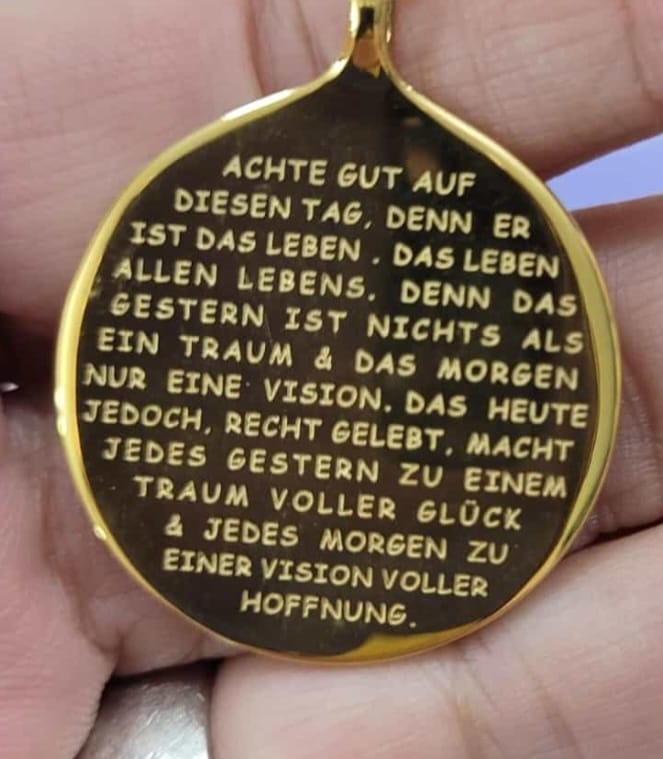 ACHTE GUT AUF
DIESEN TAG, DENN ER
IST DAS LEBEN . DAS LEBEN
ALLEN LEBENS. DENN DAS
GESTERN IST NICHTS ALS
EIN TRAUM & DAS MORGEN
NUR EINE VISION. DAS HEUTE
JEDOCH, RECHT GELEBT, MACHT
JEDES GESTERN ZU EINEM
TRAUM VOLLER GLÜCK
& JEDES MORGEN ZU
EINER VISION VOLLER
HOFFNUNG.